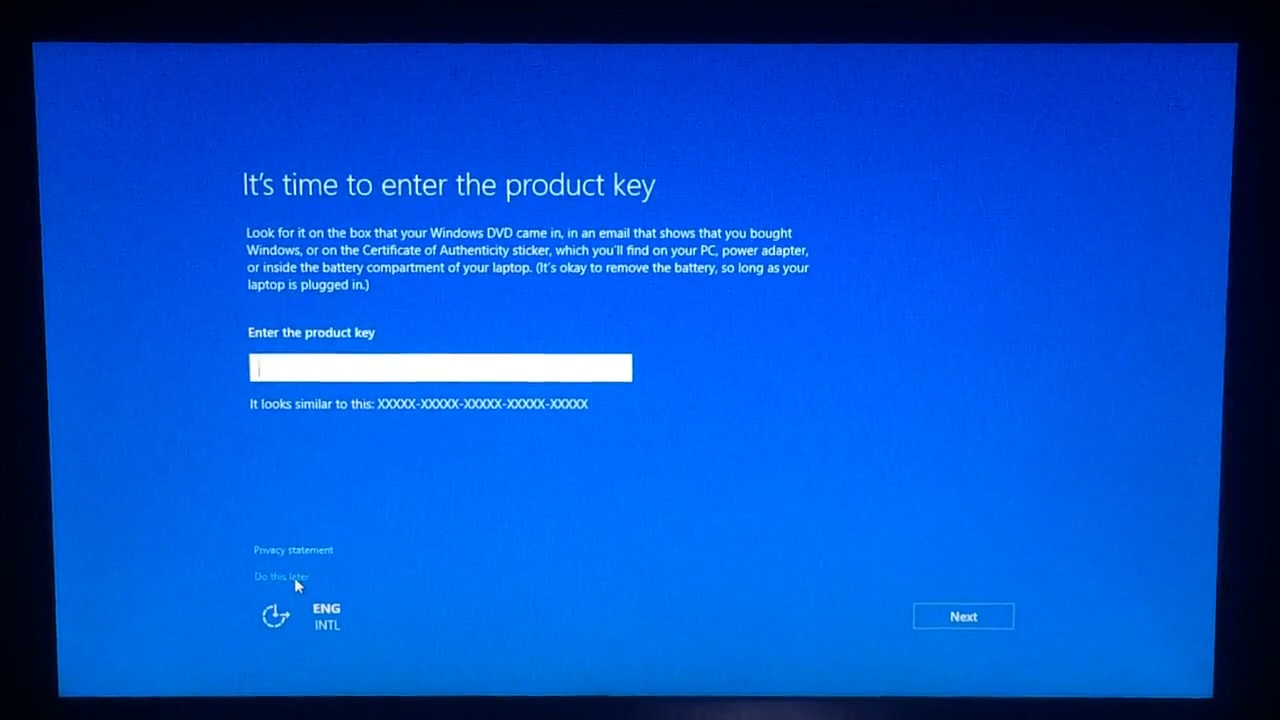 It's time to enter the product key
Look for it on the box that your Windows DVD came in, in an email that shows that you bought
Windows, or on the Certificate of Authenticity sticker, which you'll find on your PC, power adapter,
or inside the battery compartment of your laptop. (It's okay to remove the battery, so long as your
laptop is plugged in.)
Enter the product key
It looks similar to this: XXXXX-XXXXX-XXXXX-XXXXX-XXXXX
Privacy statement
Do this later
ENG
INTL
Next